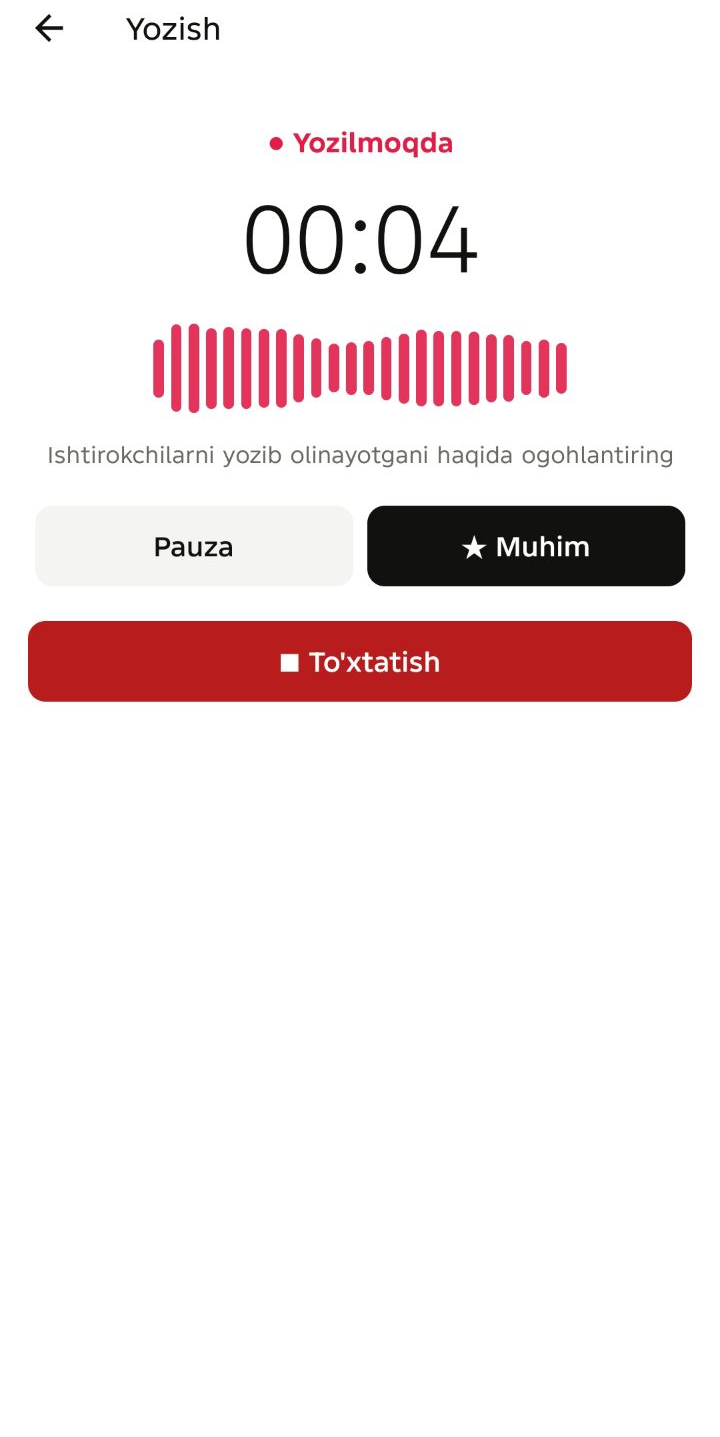 Yozish
Yozilmoqda
00:04
Ishtirokchilarni yozib olinayotgani haqida ogohlantiring
Pauza
★ Muhim
To'xtatish